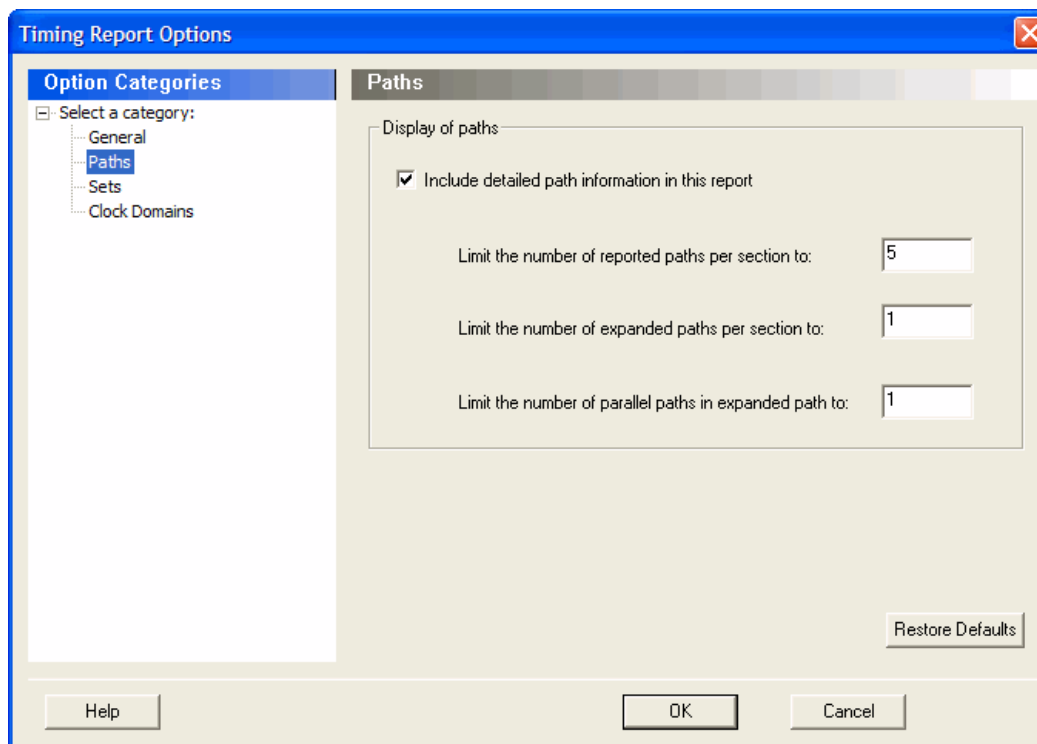 Timing Report Options
Option Categories
Select a category:
General
Paths
Sets
Clock Domains
Paths
Display of paths
Include detailed path information in this report
Limit the number of reported paths per section to: 5
Limit the number of expanded paths per section to: 1
Limit the number of parallel paths in expanded path to: 1
Restore Defaults
Help OK Cancel